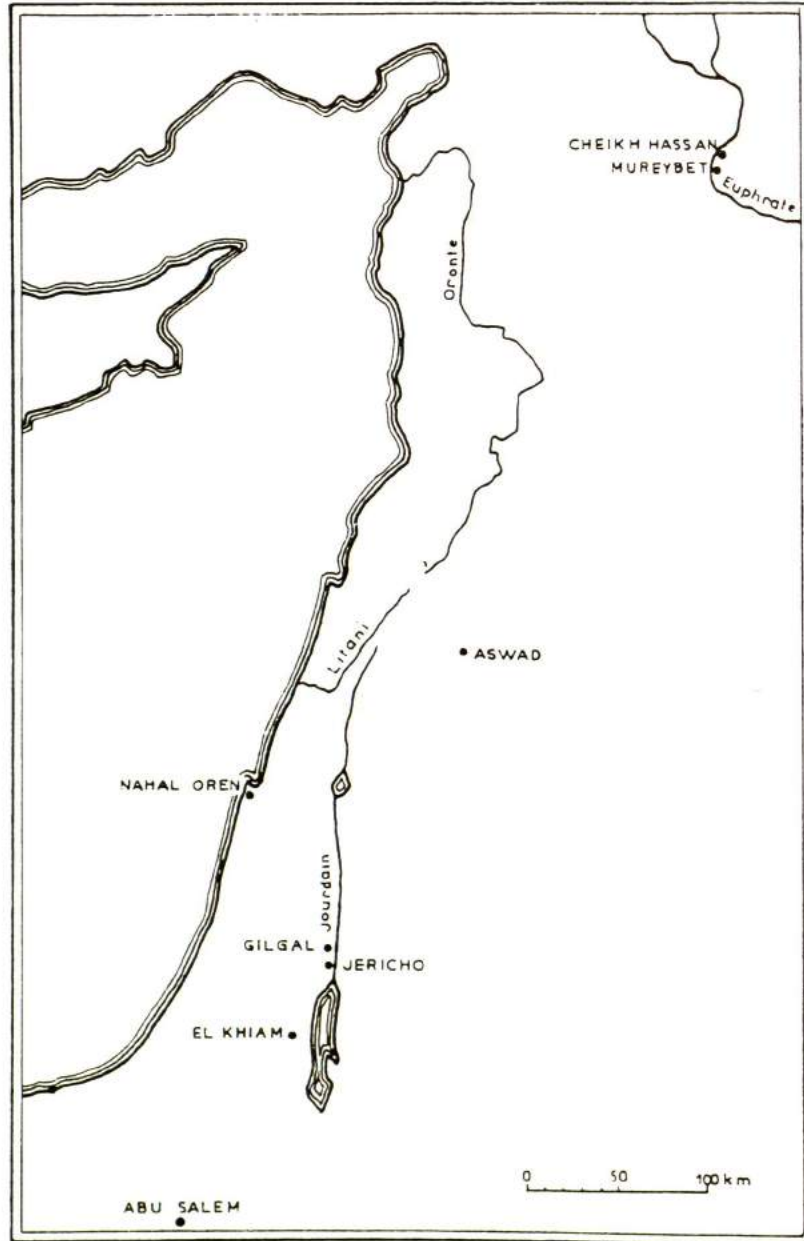 CHEIKH HASSAN
MUREYBET
Euphrate
Oronte
Litani
ASWAD
NAHAL OREN
Jourdain
GILGAL
JERICHO
EL KHIAM
0 50 100 km
ABU SALEM